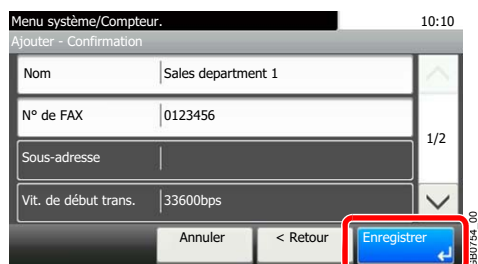 Menu système/Compteur. 10:10
Ajouter - Confirmation
Nom Sales department 1
N° de FAX 0123456
1/2
Sous-adresse
Vit. de début trans. 33600bps
Annuler < Retour Enregistrer
GB0754_00